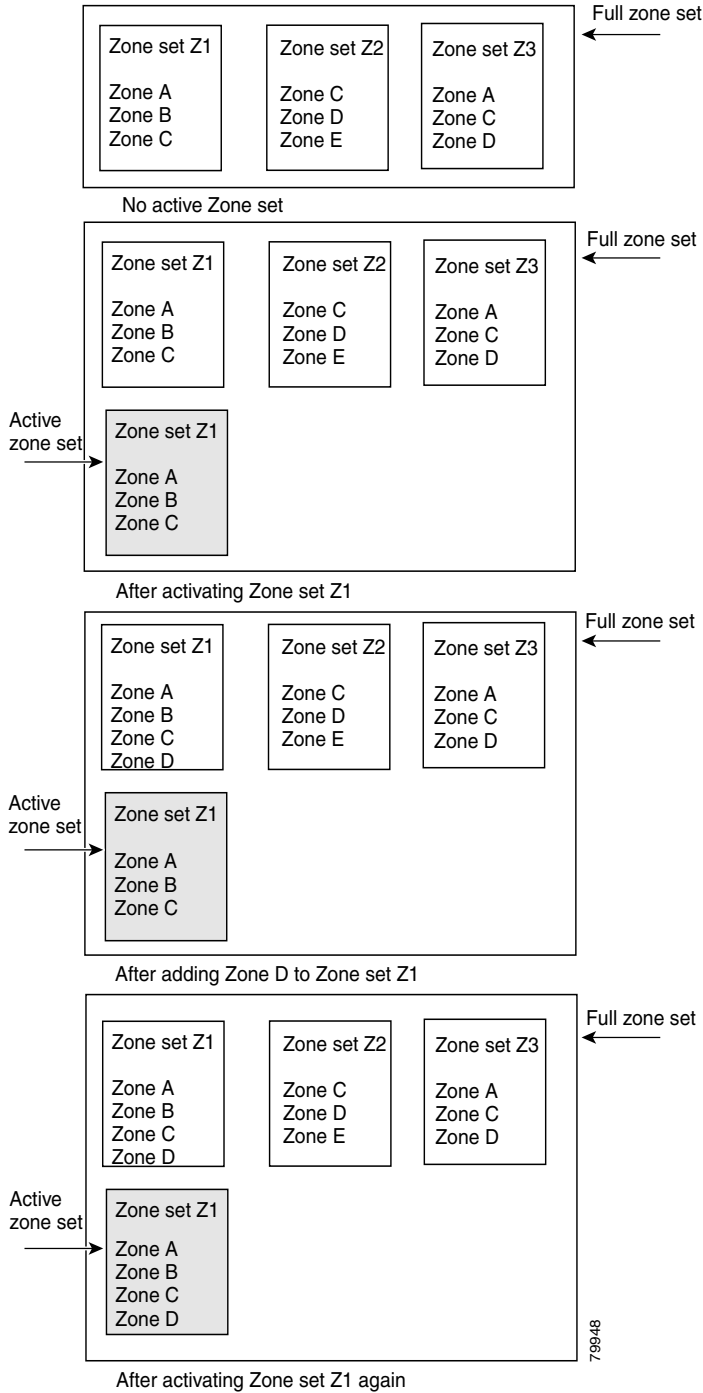 Full zone set
Zone set Z1
Zone A
Zone B
Zone C
Zone set Z2
Zone C
Zone D
Zone E
Zone set Z3
Zone A
Zone C
Zone D
No active Zone set
Full zone set
Zone set Z1
Zone A
Zone B
Zone C
Zone set Z2
Zone C
Zone D
Zone E
Zone set Z3
Zone A
Zone C
Zone D
Active
zone set
Zone set Z1
Zone A
Zone B
Zone C
After activating Zone set Z1
Full zone set
Zone set Z1
Zone A
Zone B
Zone C
Zone D
Zone set Z2
Zone C
Zone D
Zone E
Zone set Z3
Zone A
Zone C
Zone D
Active
zone set
Zone set Z1
Zone A
Zone B
Zone C
After adding Zone D to Zone set Z1
Full zone set
Zone set Z1
Zone A
Zone B
Zone C
Zone D
Zone set Z2
Zone C
Zone D
Zone E
Zone set Z3
Zone A
Zone C
Zone D
Active
zone set
Zone set Z1
Zone A
Zone B
Zone C
Zone D
79948
After activating Zone set Z1 again